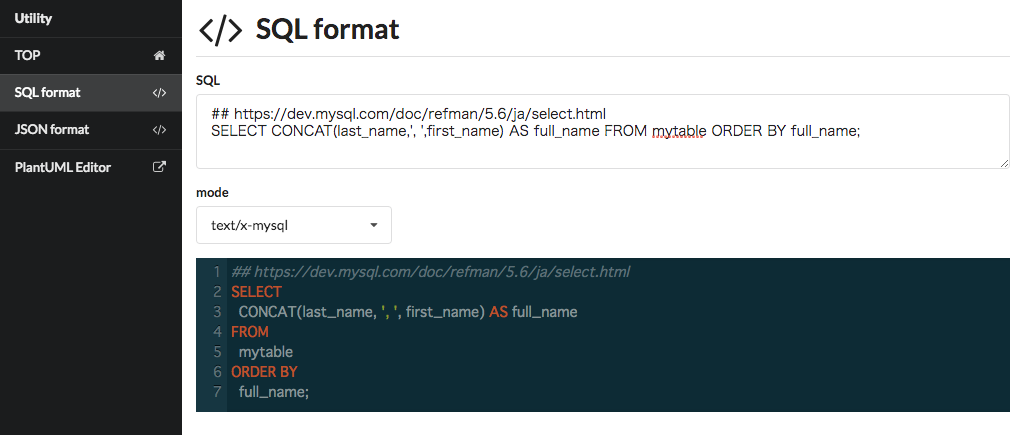 Utility
TOP
SQL format
JSON format
PlantUML Editor
</> SQL format
SQL
## https://dev.mysql.com/doc/refman/5.6/ja/select.html
SELECT CONCAT(last_name,', ',first_name) AS full_name FROM mytable ORDER BY full_name;
mode
text/x-mysql
1 ## https://dev.mysql.com/doc/refman/5.6/ja/select.html
2 SELECT
3 CONCAT(last_name, ', ', first_name) AS full_name
4 FROM
5 mytable
6 ORDER BY
7 full_name;